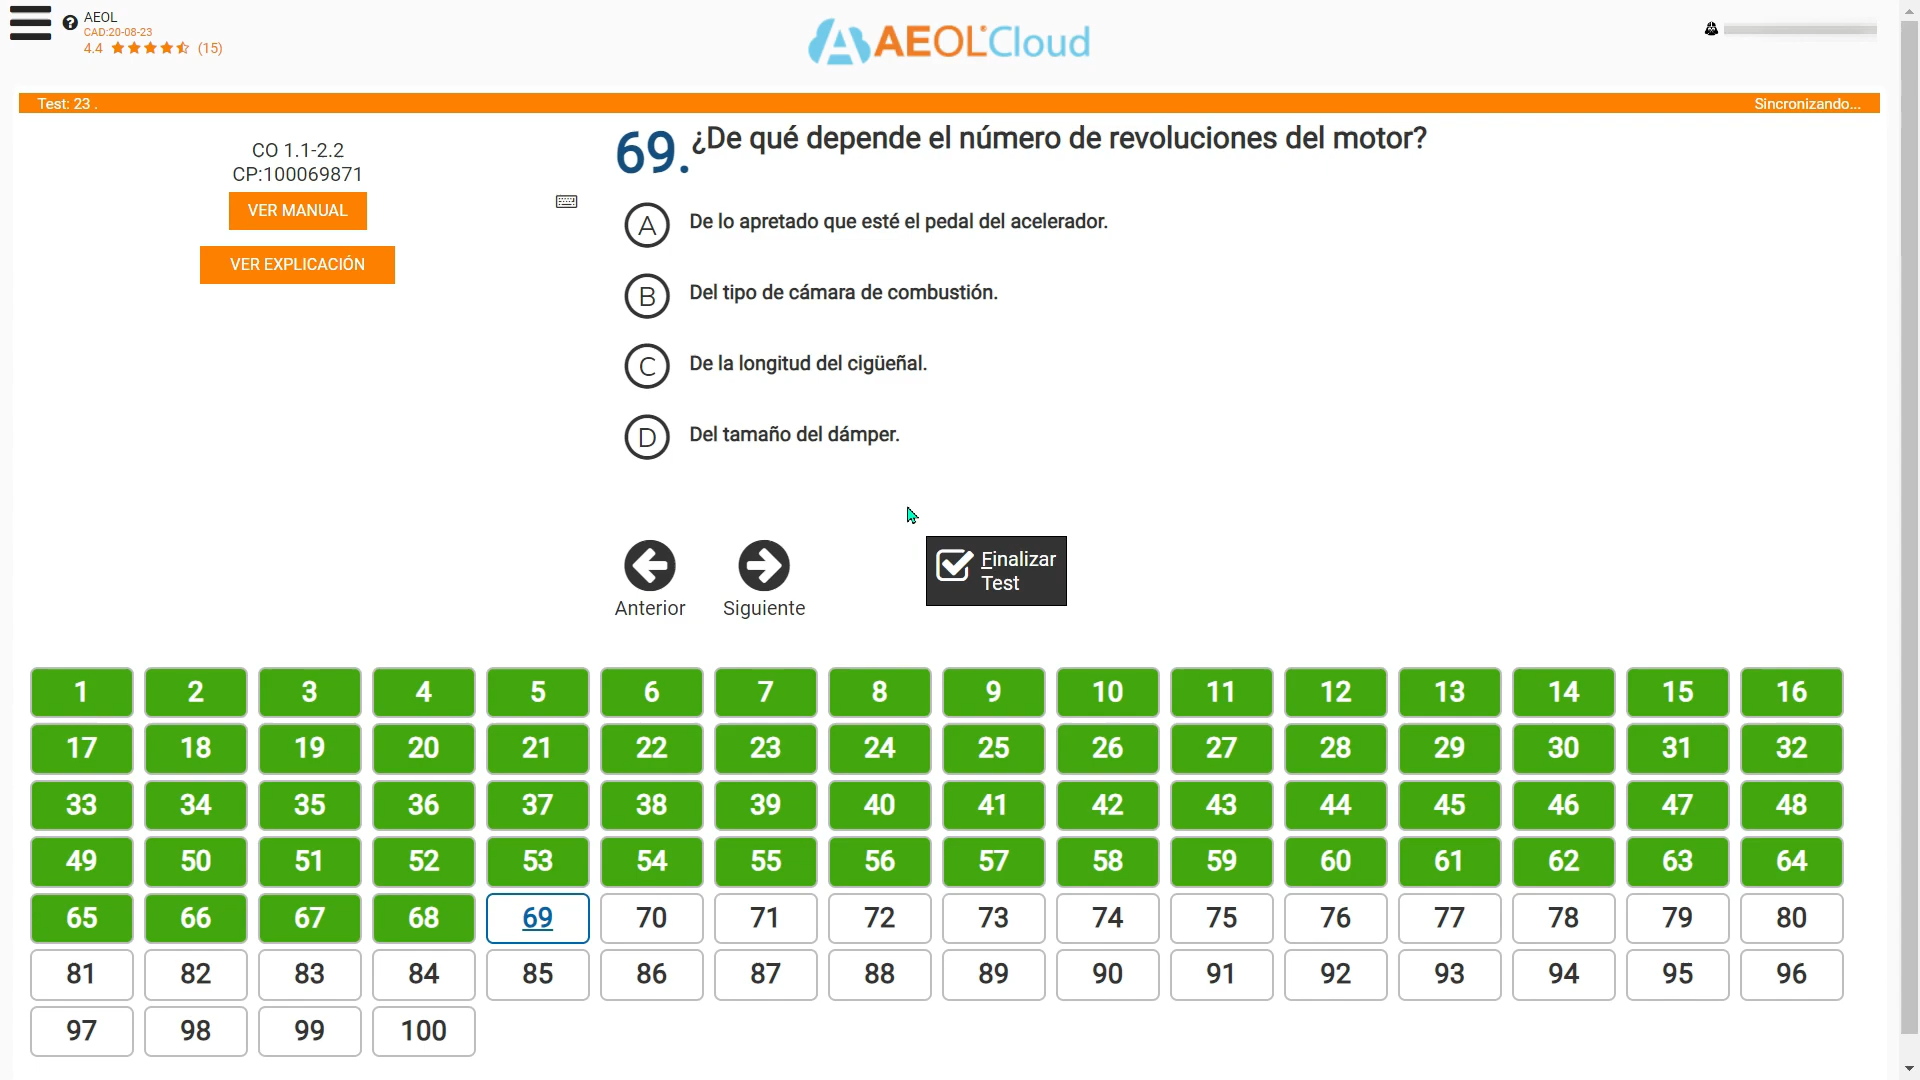 AEOL
CAD:20-08-23
4.4 (15)
AEOL Cloud
Test: 23 .
Sincronizando...
CO 1.1-2.2
CP:100069871
VER MANUAL
VER EXPLICACIÓN
69. ¿De qué depende el número de revoluciones del motor?
A De lo apretado que esté el pedal del acelerador.
B Del tipo de cámara de combustión.
C De la longitud del cigüeñal.
D Del tamaño del dámper.
Anterior
Siguiente
Finalizar
Test
1 2 3 4 5 6 7 8 9 10 11 12 13 14 15 16
17 18 19 20 21 22 23 24 25 26 27 28 29 30 31 32
33 34 35 36 37 38 39 40 41 42 43 44 45 46 47 48
49 50 51 52 53 54 55 56 57 58 59 60 61 62 63 64
65 66 67 68 69 70 71 72 73 74 75 76 77 78 79 80
81 82 83 84 85 86 87 88 89 90 91 92 93 94 95 96
97 98 99 100